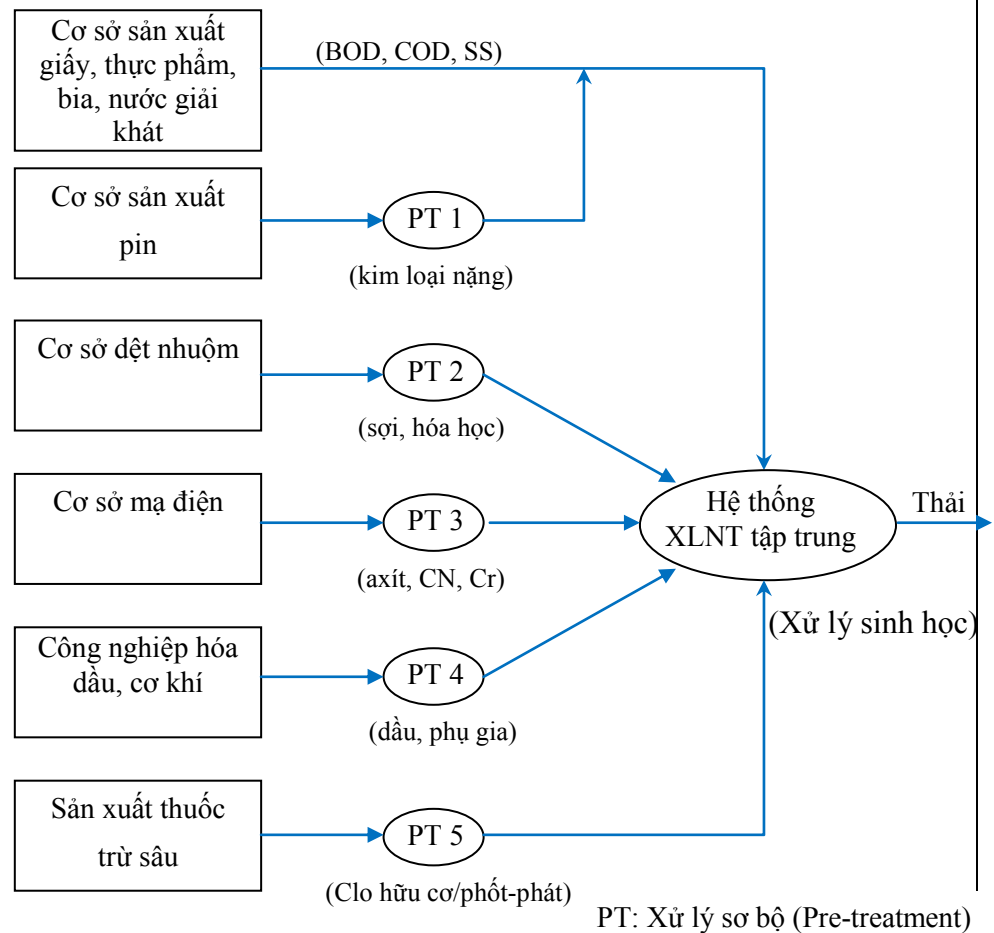 Cơ sở sản xuất
giấy, thực phẩm,
bia, nước giải
khát
(BOD, COD, SS)
Cơ sở sản xuất
pin
PT 1
(kim loại nặng)
Cơ sở dệt nhuộm
PT 2
(sợi, hóa học)
Cơ sở mạ điện
PT 3
(axít, CN, Cr)
Hệ thống
XLNT tập trung
Thải
(Xử lý sinh học)
Công nghiệp hóa
dầu, cơ khí
PT 4
(dầu, phụ gia)
Sản xuất thuốc
trừ sâu
PT 5
(Clo hữu cơ/phốt-phát)
PT: Xử lý sơ bộ (Pre-treatment)